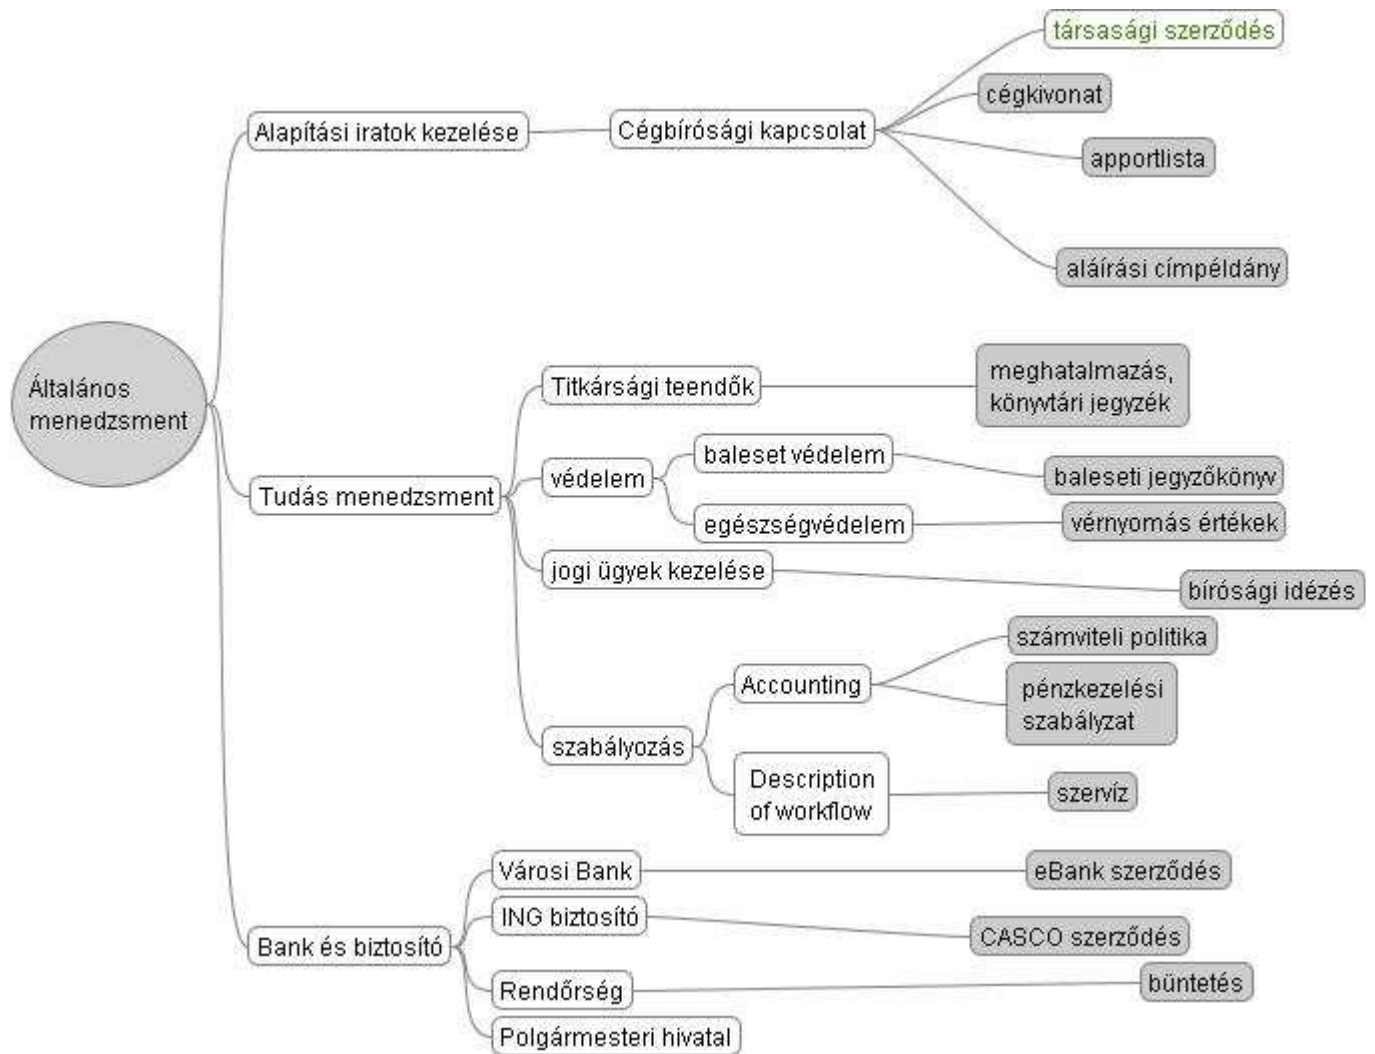 társasági szerződés
cégkivonat
Alapítási iratok kezelése
Cégbírósági kapcsolat
apportlista
aláírási címpéldány
Általános
menedzsment
Titkársági teendők
meghatalmazás,
könyvtári jegyzék
védelem
baleset védelem
baleseti jegyzőkönyv
Tudás menedzsment
egészségvédelem
vérnyomás értékek
jogi ügyek kezelése
bírósági idézés
számviteli politika
Accounting
pénzkezelési
szabályzat
szabályozás
Description
of workflow
szervíz
Városi Bank
eBank szerződés
ING biztosító
CASCO szerződés
Bank és biztosító
Rendőrség
büntetés
Polgármesteri hivatal